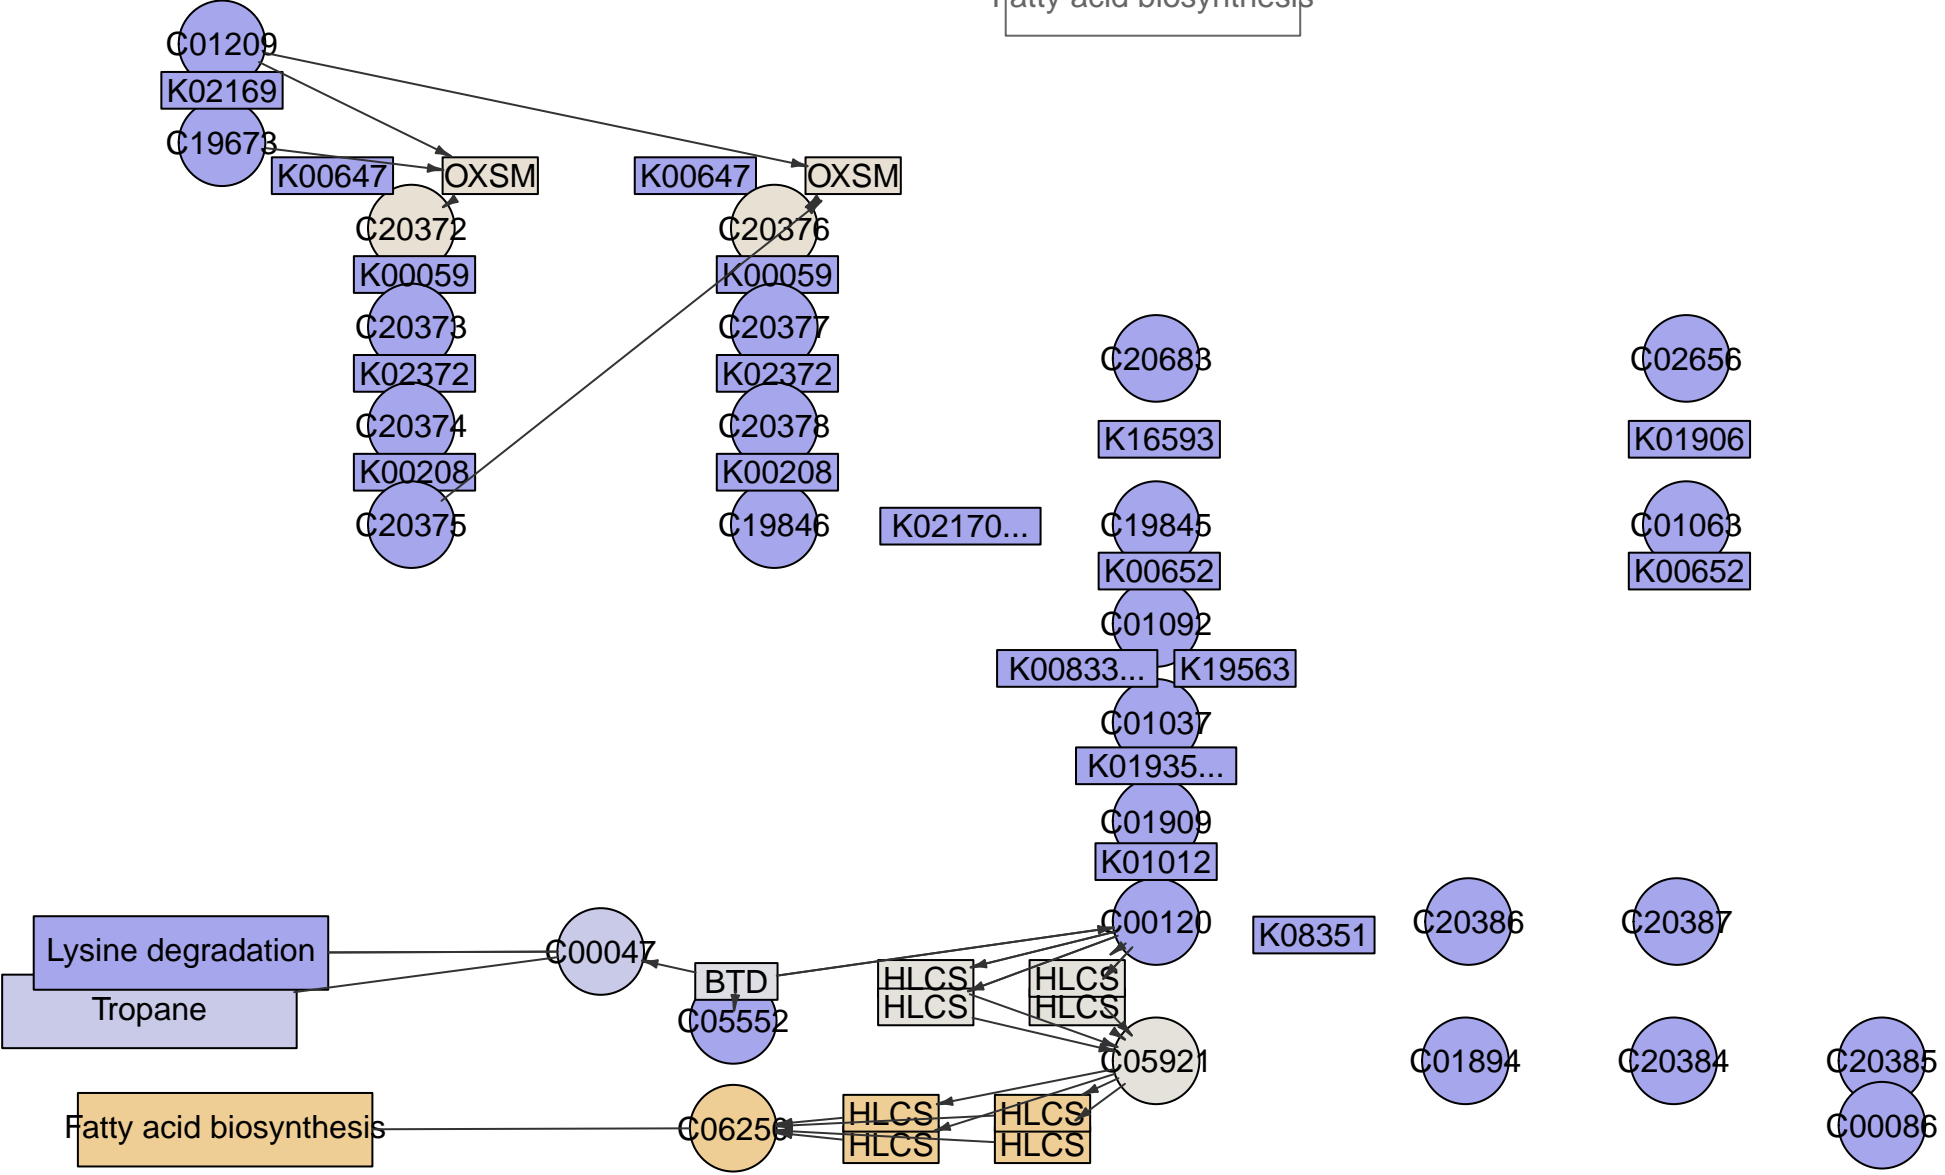 Fatty acid biosynthesis
C01209
K02169
C19673
K00647
OXSM
K00647
OXSM
C20372
C20376
K00059
K00059
C20373
C20377
C20683
C02656
K02372
K02372
C20374
C20378
K16593
K01906
K00208
K00208
C20375
C19846
K02170...
C19845
C01063
K00652
K00652
C01092
K00833...
K19563
C01037
K01935...
C01909
K01012
C00120
K08351
C20386
C20387
Lysine degradation
C00047
BTD
HLCS
HLCS
Tropane
C05552
HLCS
HLCS
C05921
C01894
C20384
C20385
Fatty acid biosynthesis
C06250
HLCS
HLCS
HLCS
HLCS
C00086